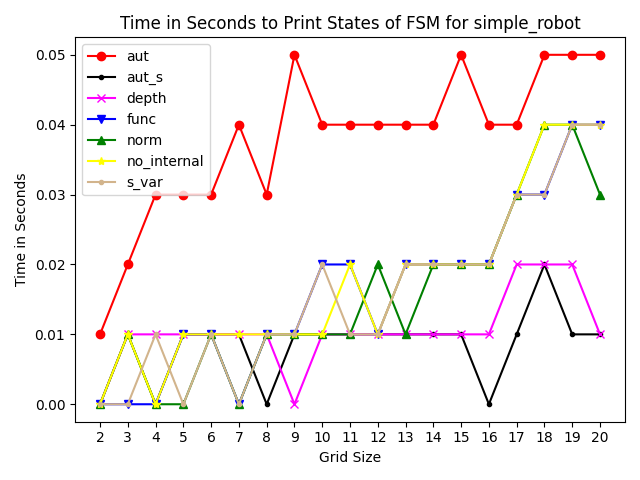 Time in Seconds to Print States of FSM for simple_robot
0.05
0.04
0.03
0.02
0.01
0.00
Time in Seconds
aut
aut_s
depth
func
norm
no_internal
s_var
2 3 4 5 6 7 8 9 10 11 12 13 14 15 16 17 18 19 20
Grid Size